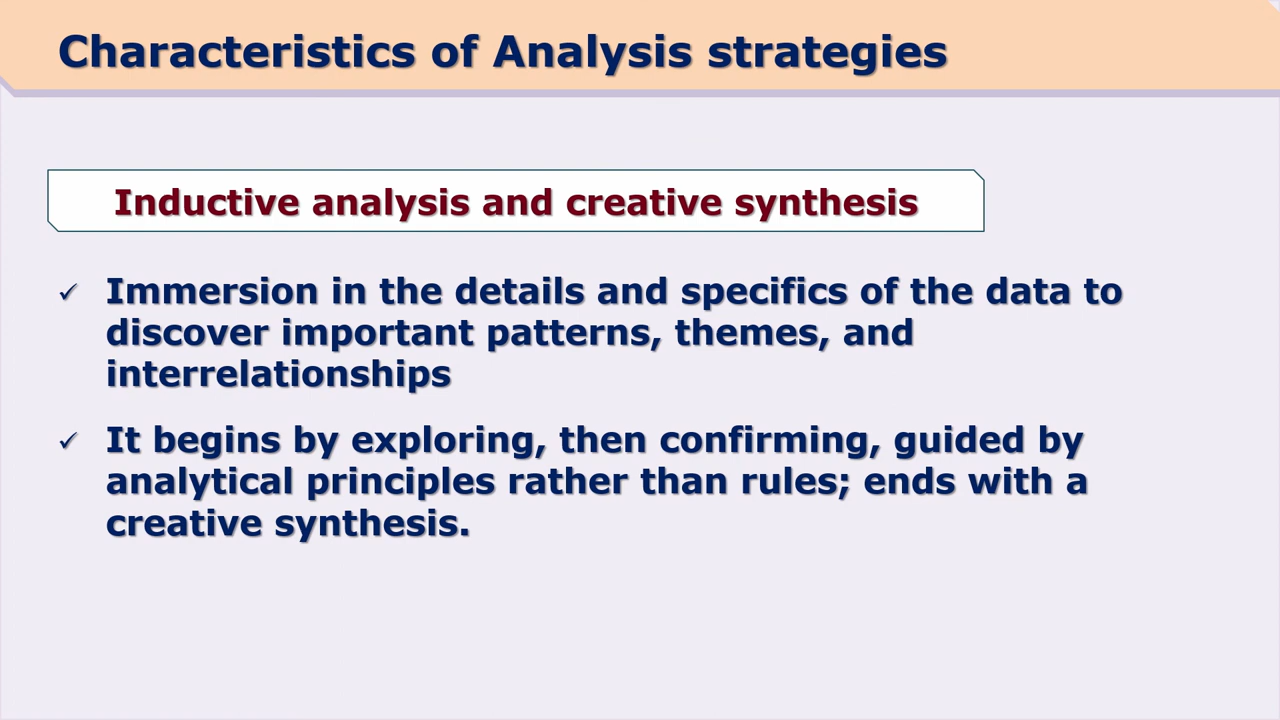 Characteristics of Analysis strategies
Inductive analysis and creative synthesis
✓ Immersion in the details and specifics of the data to
discover important patterns, themes, and
interrelationships
✓ It begins by exploring, then confirming, guided by
analytical principles rather than rules; ends with a
creative synthesis.